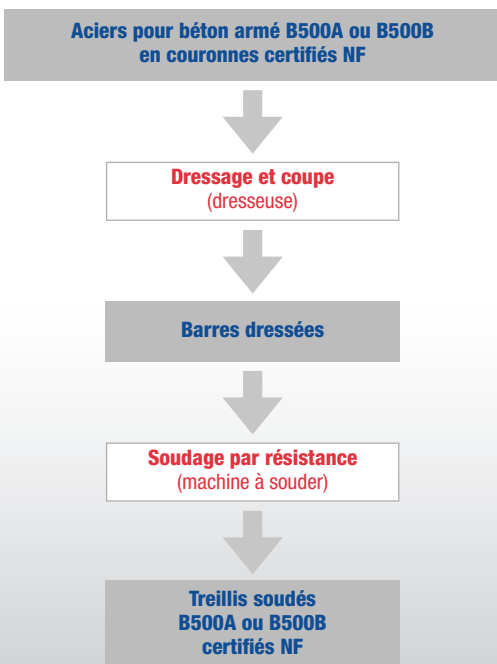 Aciers pour béton armé B500A ou B500B
en couronnes certifiés NF
Dressage et coupe
(dresseuse)
Barres dressées
Soudage par résistance
(machine à souder)
Treillis soudés
B500A ou B500B
certifiés NF